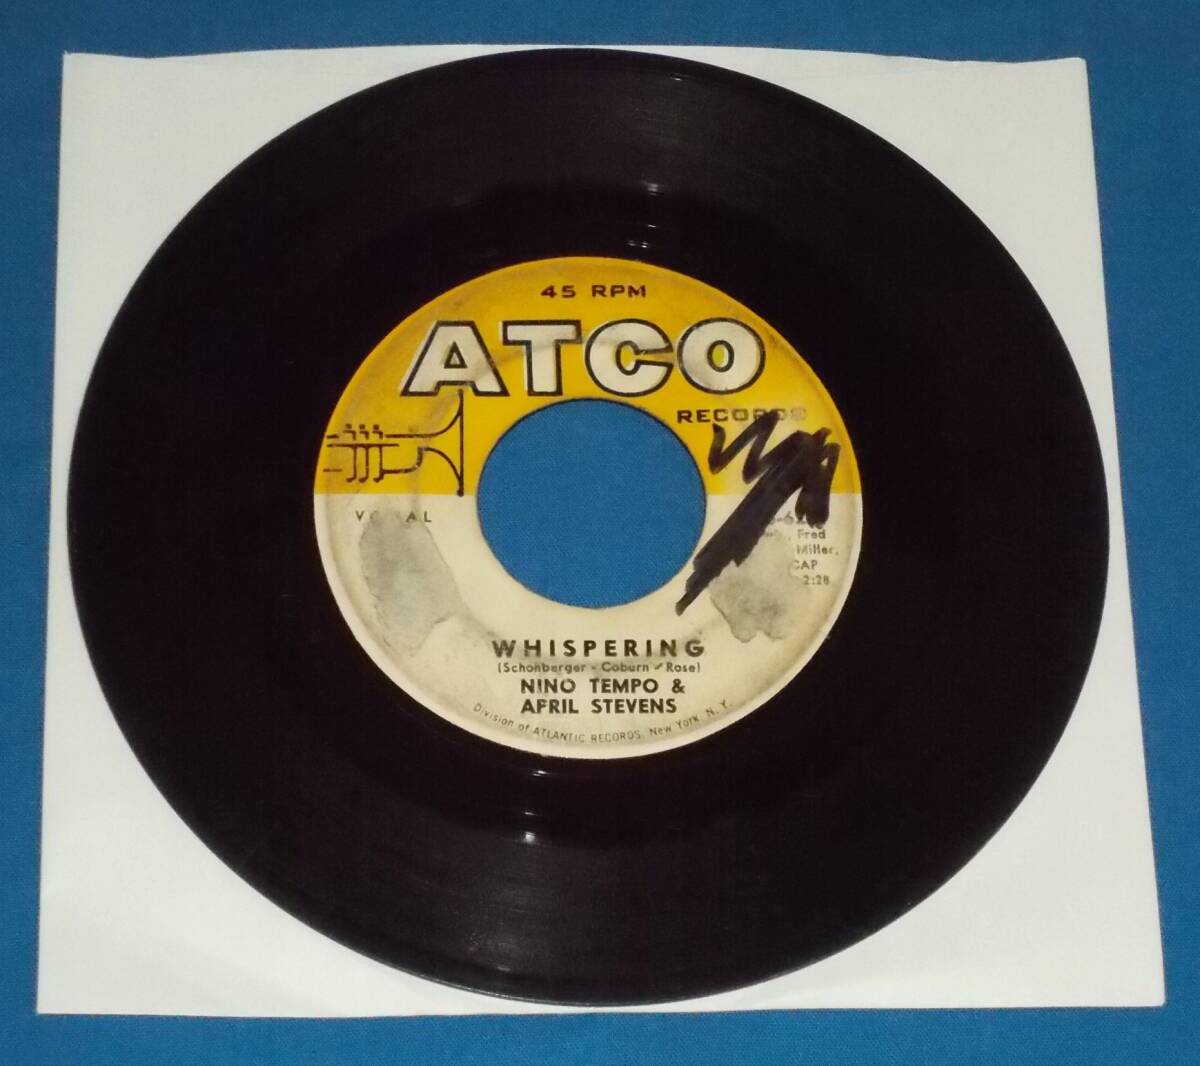 45 RPM
ATCO
RECORDS
VOCAL
Fred
Miller,
2:28
WHISPERING
(Schonberger - Coburn - Rose)
NINO TEMPO &
APRIL STEVENS
Division of ATLANTIC RECORDS, New York, N. Y.